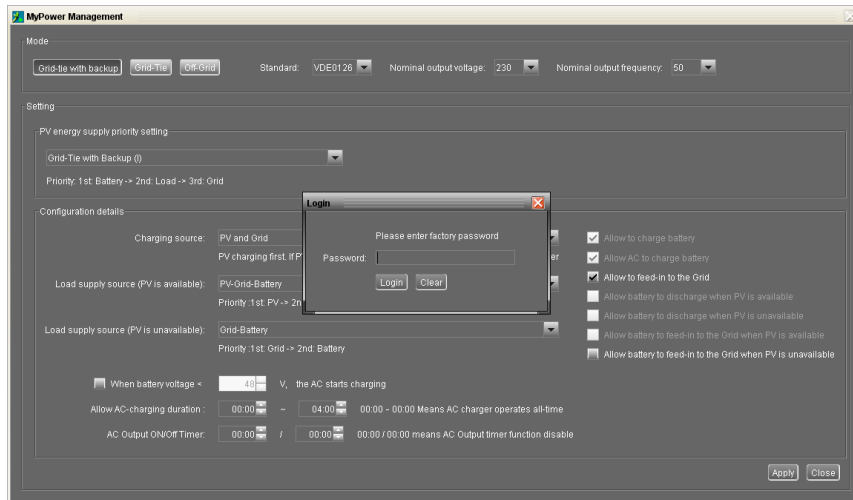 MyPower Management
Mode
Grid-tie with backup Grid-Tie Off-Grid Standard: VDE0126 Nominal output voltage: 230 Nominal output frequency: 50
Setting
PV energy supply priority setting
Grid-Tie with Backup (I)
Priority: 1st: Battery -> 2nd: Load -> 3rd: Grid
Login
Please enter factory password
Password:
Login Clear
Configuration details
Charging source: PV and Grid
PV charging first. If P er
Load supply source (PV is available): PV-Grid-Battery
Priority :1st: PV -> 2n
Load supply source (PV is unavailable): Grid-Battery
Priority :1st: Grid -> 2nd: Battery
Allow to charge battery
Allow AC to charge battery
Allow to feed-in to the Grid
Allow battery to discharge when PV is available
Allow battery to discharge when PV is unavailable
Allow battery to feed-in to the Grid when PV is available
Allow battery to feed-in to the Grid when PV is unavailable
When battery voltage < 48 V, the AC starts charging
Allow AC-charging duration : 00:00 ~ 04:00 00:00 - 00:00 Means AC charger operates all-time
AC Output ON/Off Timer: 00:00 / 00:00 00:00 / 00:00 means AC Output timer function disable
Apply Close